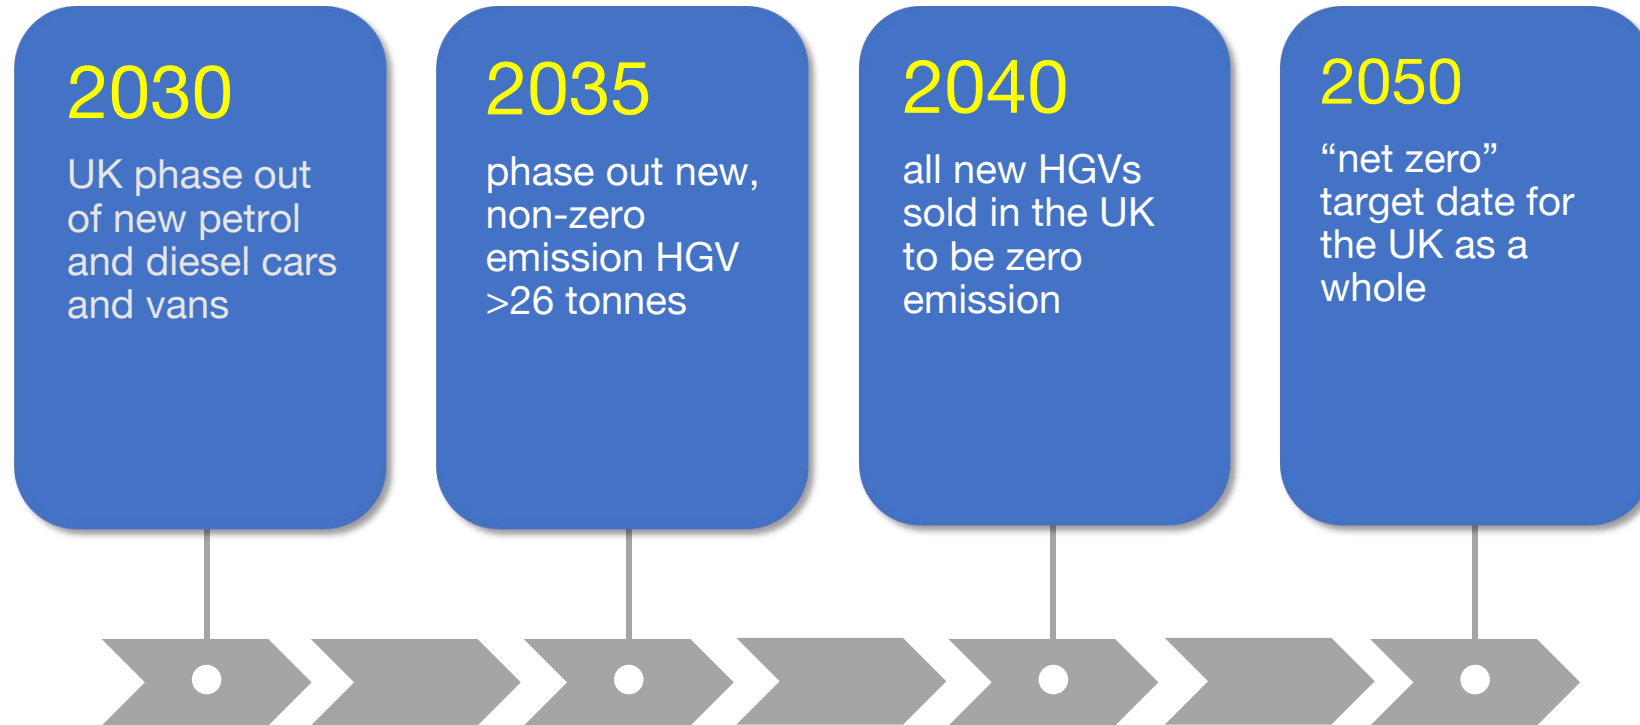 2030
UK phase out
of new petrol
and diesel cars
and vans
2035
phase out new,
non-zero
emission HGV
>26 tonnes
2040
all new HGVs
sold in the UK
to be zero
emission
2050
“net zero”
target date for
the UK as a
whole